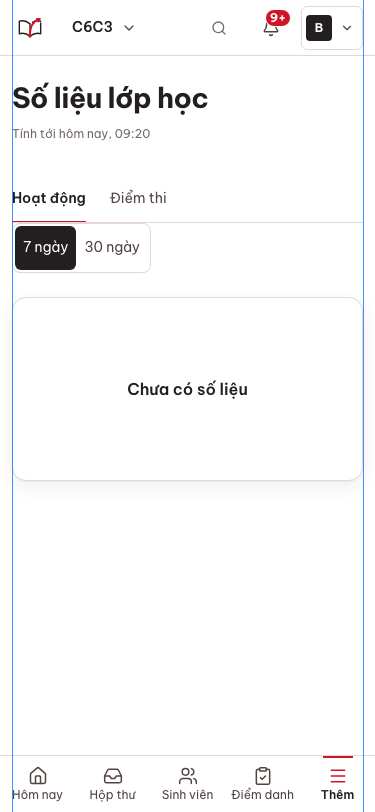 C6C3
9+
B
Số liệu lớp học
Tính tới hôm nay, 09:20
Hoạt động Điểm thi
7 ngày 30 ngày
Chưa có số liệu
Hôm nay Hộp thư Sinh viên Điểm danh Thêm